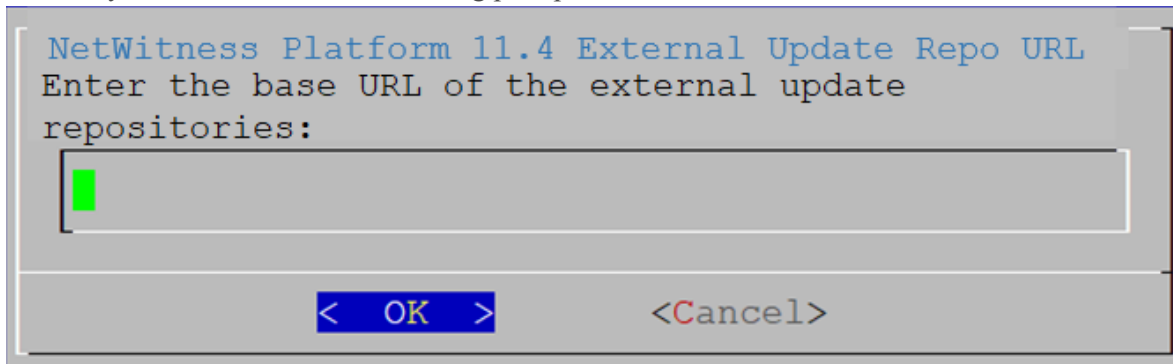 NetWitness Platform 11.4 External Update Repo URL
Enter the base URL of the external update
repositories:
< OK > <Cancel>